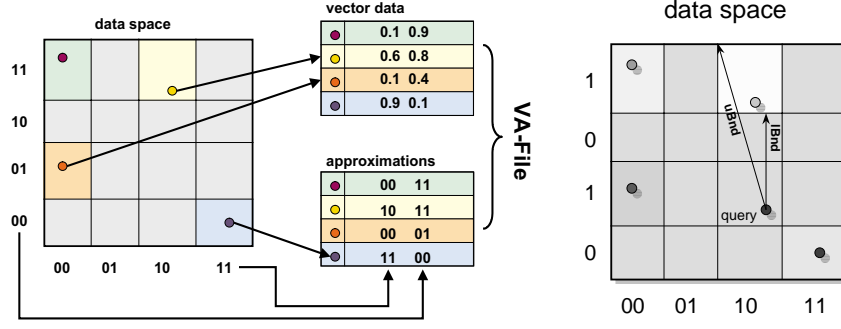 data space
11
10
01
00
00 01 10 11
vector data
0.1 0.9
0.6 0.8
0.1 0.4
0.9 0.1
approximations
00 11
10 11
00 01
11 00
VA-File
data space
1
0
1
0
uBnd
lBnd
query
00 01 10 11